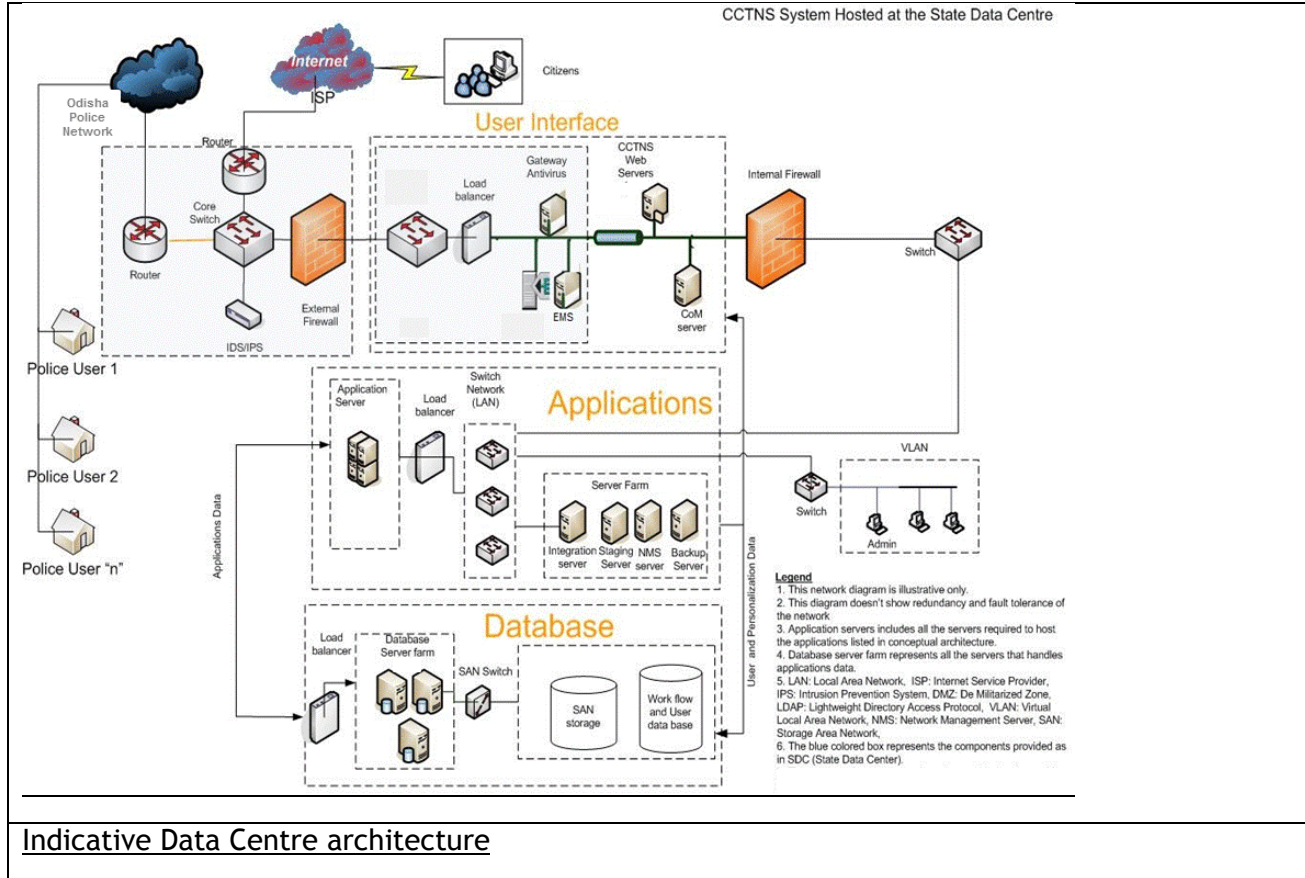 CCTNS System Hosted at the State Data Centre
Internet
ISP
Citizens
Odisha
Police
Network
User Interface
Router
Core
Switch
Router
IDS/IPS
External
Firewall
Load
balancer
Gateway
Antivirus
EMS
CCTNS
Web
Servers
CoM
server
Internal Firewall
Switch
Police User 1
Police User 2
Police User "n"
Applications Data
Application
Server
Load
balancer
Switch
Network
(LAN)
Applications
Server Farm
Integration
server
Staging
Server
NMS
server
Backup
Server
User and Personalization Data
VLAN
Switch
Admin
Database
Load
balancer
Database
Server farm
SAN Switch
SAN
storage
Work flow
and User
data base
Legend
1. This network diagram is illustrative only.
2. This diagram doesn't show redundancy and fault tolerance of
the network
3. Application servers includes all the servers required to host
the applications listed in conceptual architecture.
4. Database server farm represents all the servers that handles
applications data.
5. LAN: Local Area Network, ISP: Internet Service Provider,
IPS: Intrusion Prevention System, DMZ: De Militarized Zone,
LDAP: Lightweight Directory Access Protocol, VLAN: Virtual
Local Area Network, NMS: Network Management Server, SAN:
Storage Area Network,
6. The blue colored box represents the components provided as
in SDC (State Data Center).
Indicative Data Centre architecture